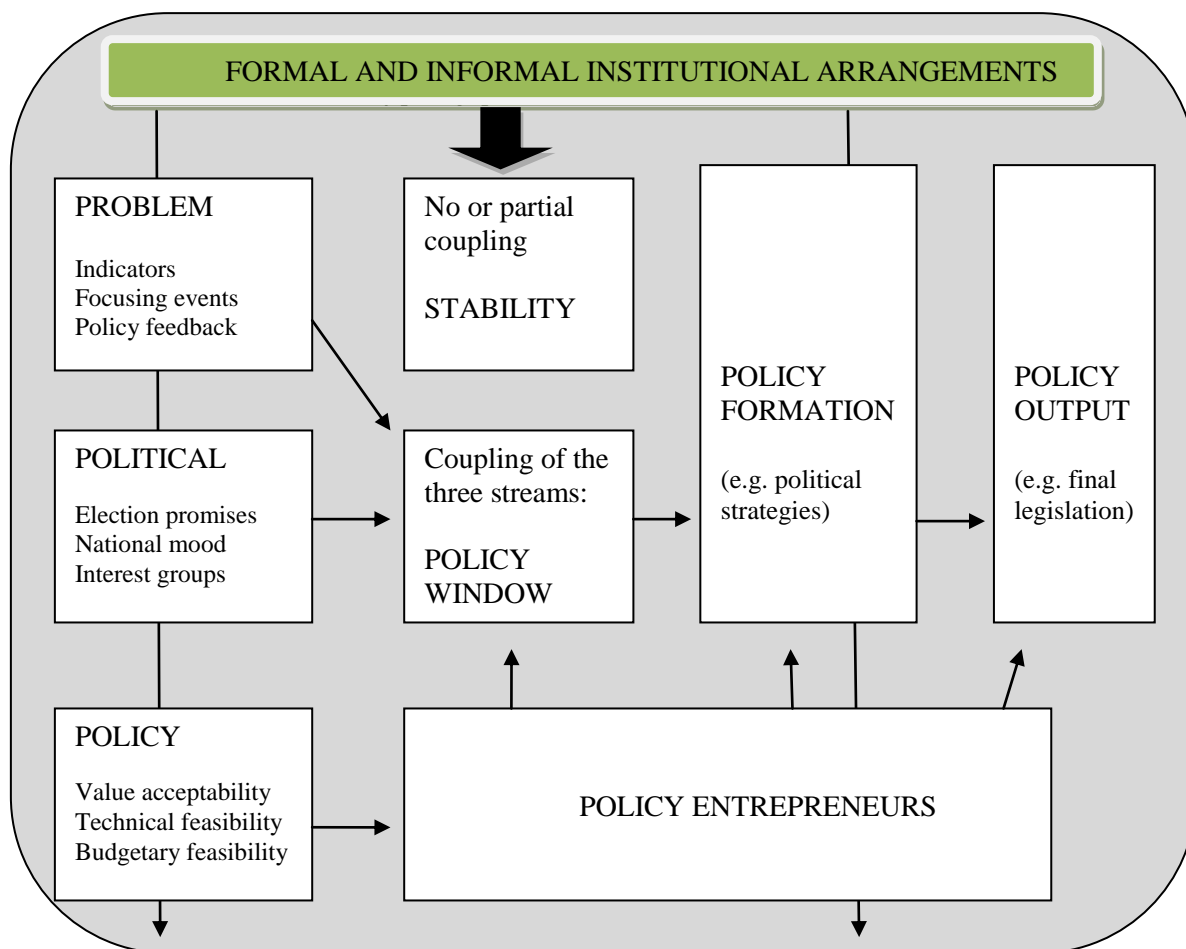 FORMAL AND INFORMAL INSTITUTIONAL ARRANGEMENTS
PROBLEM
Indicators
Focusing events
Policy feedback
No or partial
coupling
STABILITY
POLITICAL
Election promises
National mood
Interest groups
Coupling of the
three streams:
POLICY
WINDOW
POLICY
FORMATION
(e.g. political
strategies)
POLICY
OUTPUT
(e.g. final
legislation)
POLICY
Value acceptability
Technical feasibility
Budgetary feasibility
POLICY ENTREPRENEURS